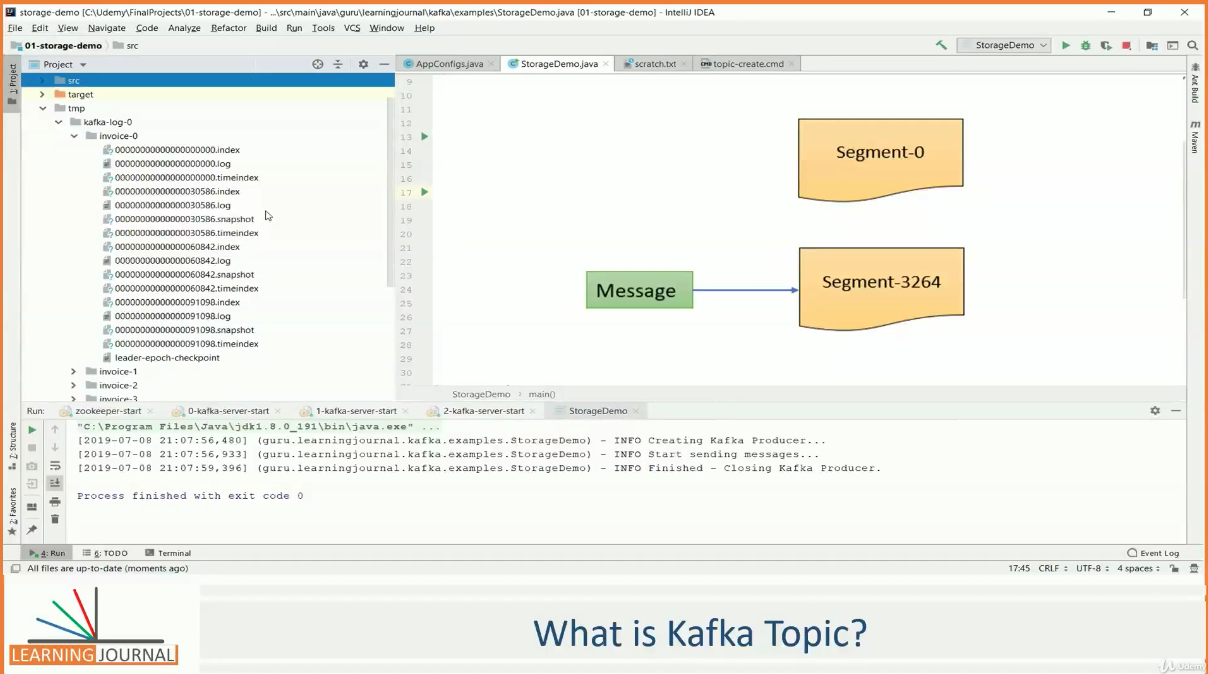 storage-demo [C:\Udemy\FinalProjects\01-storage-demo] - ...\src\main\java\guru\learningjournal\kafka\examples\StorageDemo.java [01-storage-demo] - IntelliJ IDEA
File Edit View Navigate Code Analyze Refactor Build Run Tools VCS Window Help
01-storage-demo src StorageDemo
Project AppConfigs.java StorageDemo.java scratch.txt topic-create.cmd
1: Project
Ant Build
Maven
src
target
tmp
kafka-log-0
invoice-0
00000000000000000000.index
00000000000000000000.log
00000000000000000000.timeindex
00000000000000030586.index
00000000000000030586.log
00000000000000030586.snapshot
00000000000000030586.timeindex
00000000000000060842.index
00000000000000060842.log
00000000000000060842.snapshot
00000000000000060842.timeindex
00000000000000091098.index
00000000000000091098.log
00000000000000091098.snapshot
00000000000000091098.timeindex
leader-epoch-checkpoint
invoice-1
invoice-2
invoice-3
9
10
11
12
13
14
15
16
17
18
19
20
21
22
23
24
25
26
27
28
29
30
Segment-0
Message
Segment-3264
StorageDemo main()
Run: zookeeper-start 0-kafka-server-start 1-kafka-server-start 2-kafka-server-start StorageDemo
"C:\Program Files\Java\jdk1.8.0_191\bin\java.exe" ...
[2019-07-08 21:07:56,480] (guru.learningjournal.kafka.examples.StorageDemo) - INFO Creating Kafka Producer...
[2019-07-08 21:07:56,933] (guru.learningjournal.kafka.examples.StorageDemo) - INFO Start sending messages...
[2019-07-08 21:07:59,396] (guru.learningjournal.kafka.examples.StorageDemo) - INFO Finished - Closing Kafka Producer.
Process finished with exit code 0
Z: Structure
2: Favorites
4: Run 6: TODO Terminal Event Log
All files are up-to-date (moments ago) 17:45 CRLF UTF-8 4 spaces
LEARNING JOURNAL
What is Kafka Topic?
Udemy